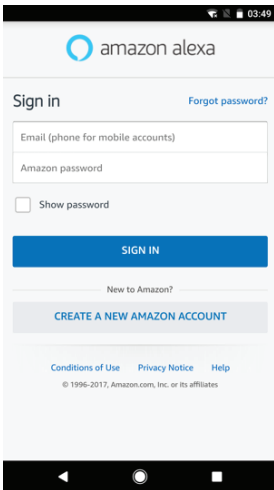 03:49
amazon alexa
Sign in
Forgot password?
Email (phone for mobile accounts)
Amazon password
Show password
SIGN IN
New to Amazon?
CREATE A NEW AMAZON ACCOUNT
Conditions of Use Privacy Notice Help
© 1996-2017, Amazon.com, Inc. or its affiliates